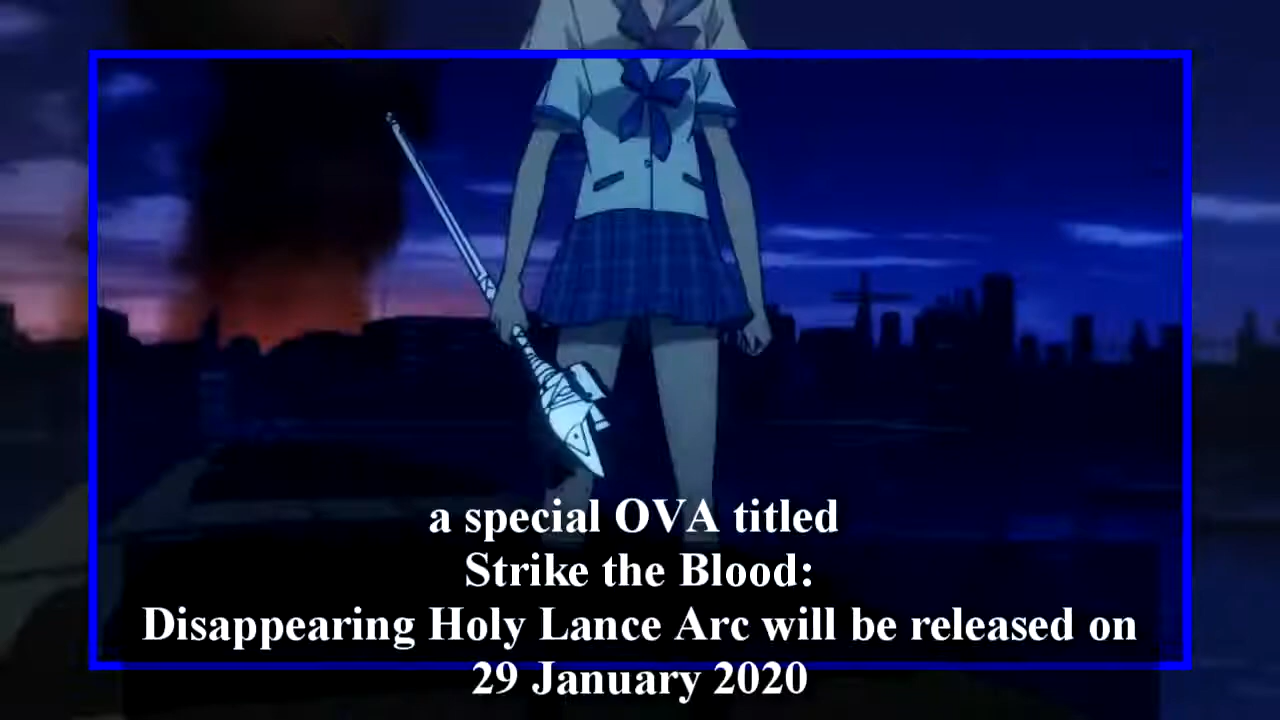 a special OVA titled
Strike the Blood:
Disappearing Holy Lance Arc will be released on
29 January 2020